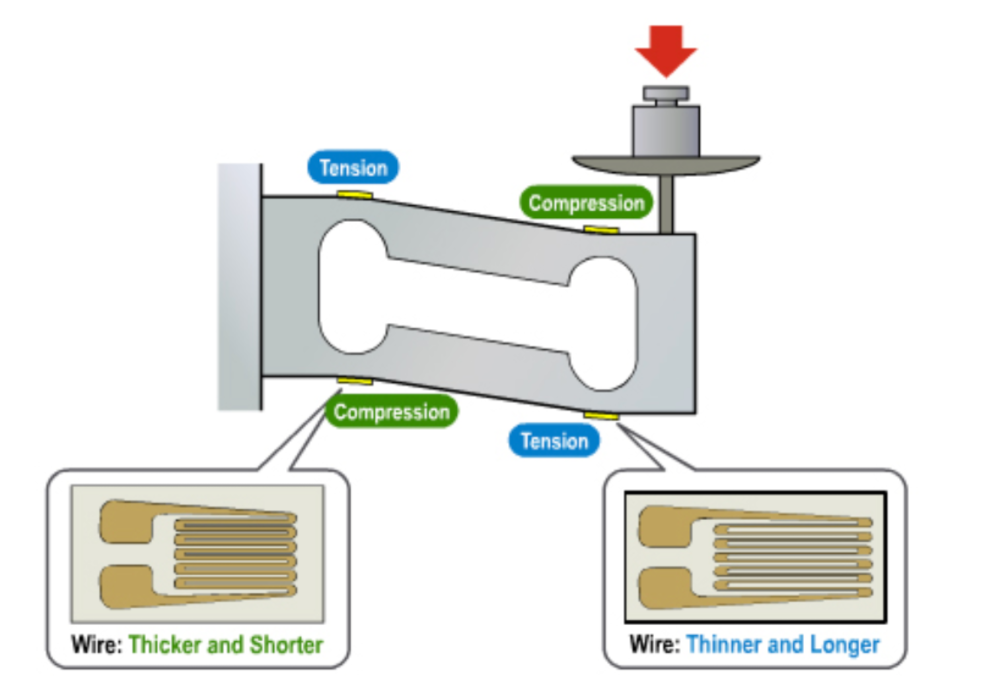 Tension
Compression
Compression
Tension
Wire: Thicker and Shorter
Wire: Thinner and Longer